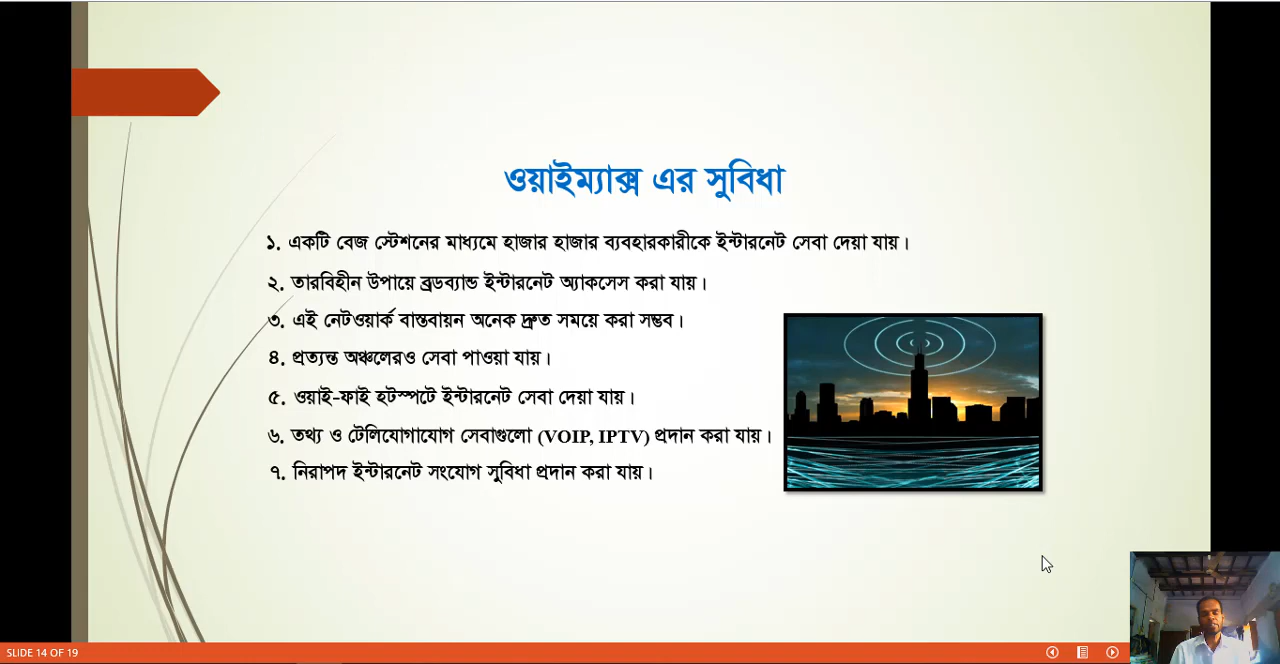 ওয়াইম্যাক্স এর সুবিধা
১. একটি বেজ স্টেশনের মাধ্যমে হাজার হাজার ব্যবহারকারীকে ইন্টারনেট সেবা দেয়া যায়।
২. তারবিহীন উপায়ে ব্রডব্যান্ড ইন্টারনেট অ্যাকসেস করা যায়।
৩. এই নেটওয়ার্ক বাস্তবায়ন অনেক দ্রুত সময়ে করা সম্ভব।
৪. প্রত্যন্ত অঞ্চলেরও সেবা পাওয়া যায়।
৫. ওয়াই-ফাই হটস্পটে ইন্টারনেট সেবা দেয়া যায়।
৬. তথ্য ও টেলিযোগাযোগ সেবাগুলো (VOIP, IPTV) প্রদান করা যায়।
৭. নিরাপদ ইন্টারনেট সংযোগ সুবিধা প্রদান করা যায়।
SLIDE 14 OF 19